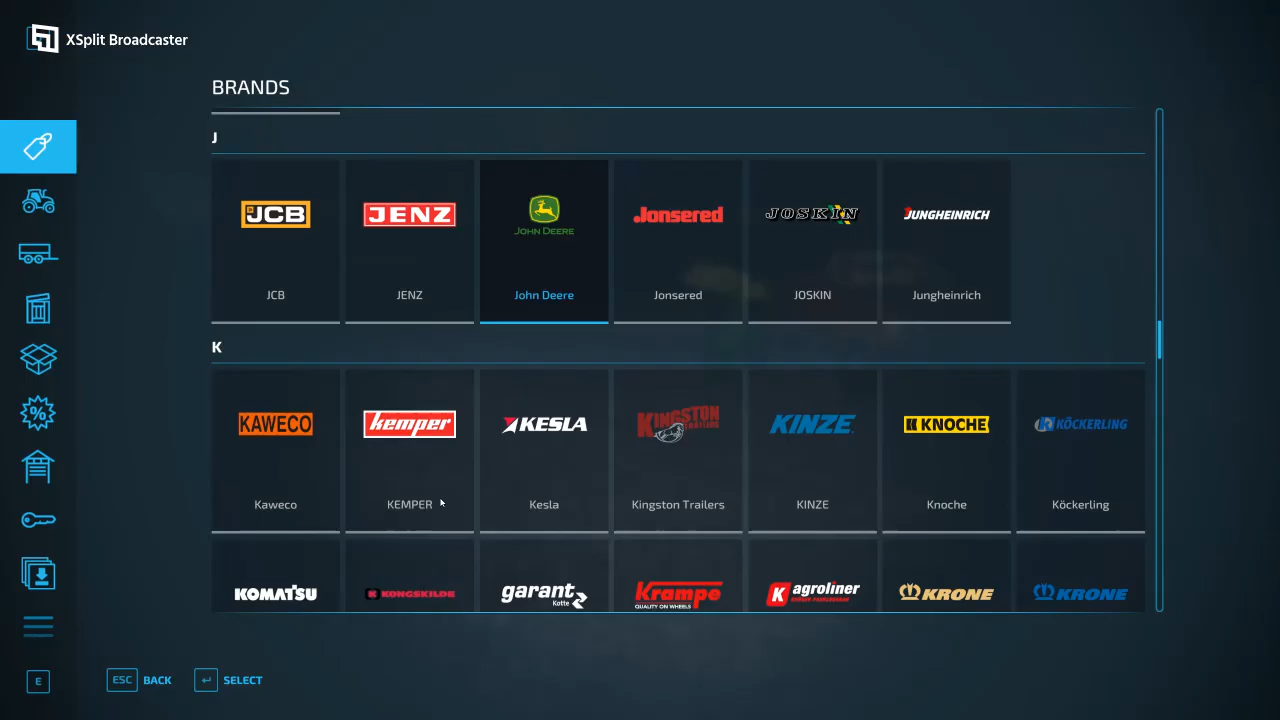 XSplit Broadcaster
BRANDS
J
JCB JENZ JOHN DEERE Jonsered JOSKIN JUNGHEINRICH
JCB JENZ John Deere Jonsered JOSKIN Jungheinrich
K
KAWECO kemper KESLA KINGSTON TRAILERS KINZE KNOCHE KÖCKERLING
Kaweco KEMPER Kesla Kingston Trailers KINZE Knoche Köckerling
KOMATSU KONGSKILDE garant Kotte Krampe QUALITY ON WHEELS agroliner KRONE KRONE
E ESC BACK SELECT